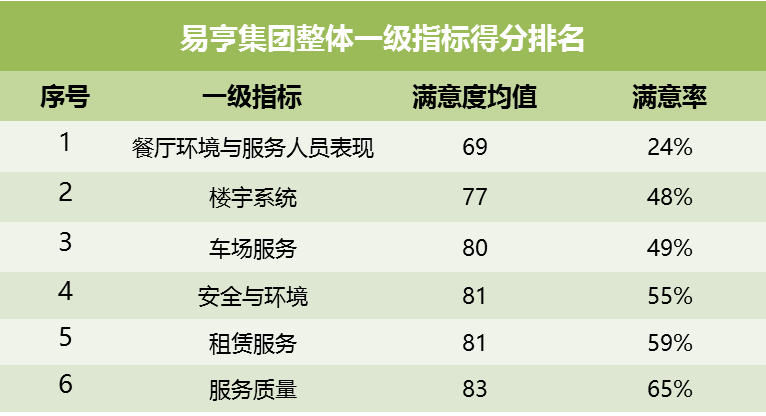 易亨集团整体一级指标得分排名
序号 一级指标 满意度均值 满意率
1 餐厅环境与服务人员表现 69 24%
2 楼宇系统 77 48%
3 车场服务 80 49%
4 安全与环境 81 55%
5 租赁服务 81 59%
6 服务质量 83 65%